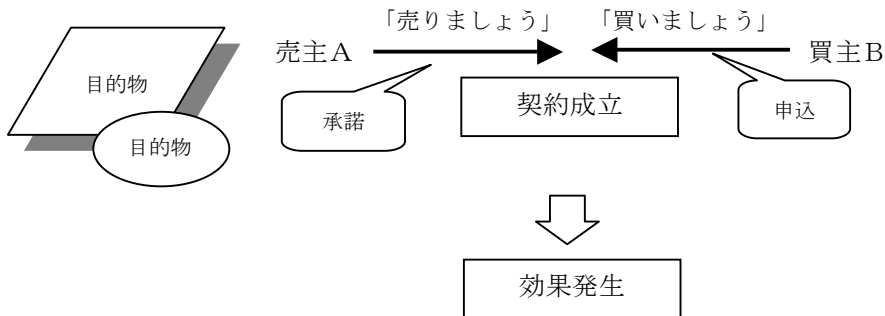 「売りましょう」 「買いましょう」
売主A 買主B
目的物
目的物
承諾
契約成立
申込
効果発生